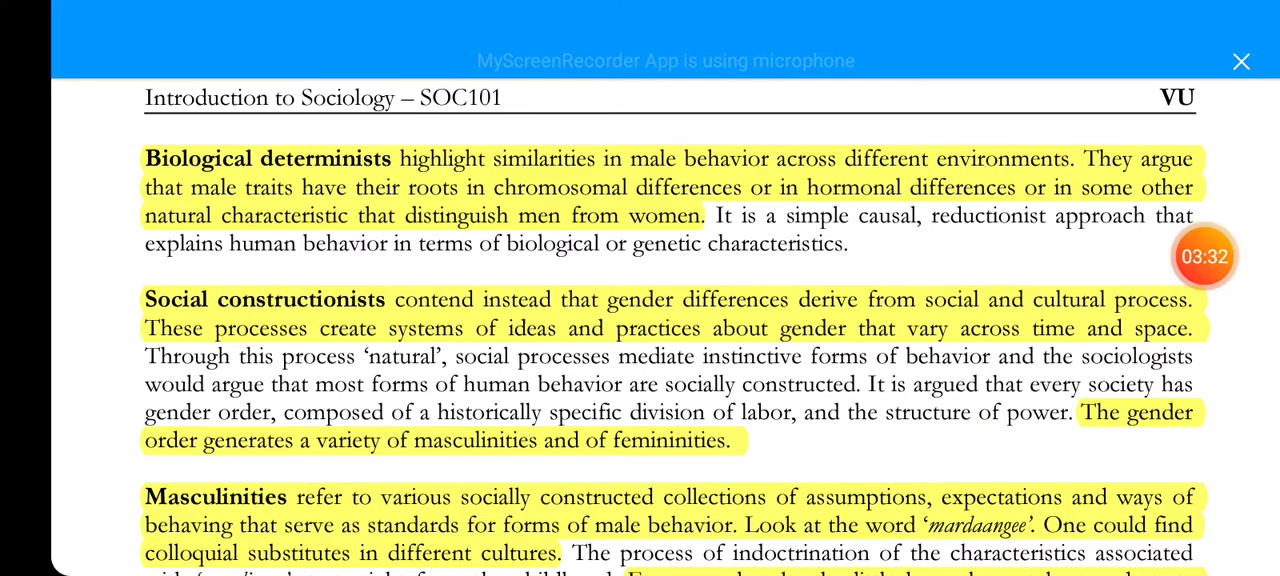 MyScreenRecorder App is using microphone
Introduction to Sociology – SOC101 VU
Biological determinists highlight similarities in male behavior across different environments. They argue
that male traits have their roots in chromosomal differences or in hormonal differences or in some other
natural characteristic that distinguish men from women. It is a simple causal, reductionist approach that
explains human behavior in terms of biological or genetic characteristics.
03:32
Social constructionists contend instead that gender differences derive from social and cultural process.
These processes create systems of ideas and practices about gender that vary across time and space.
Through this process ‘natural’, social processes mediate instinctive forms of behavior and the sociologists
would argue that most forms of human behavior are socially constructed. It is argued that every society has
gender order, composed of a historically specific division of labor, and the structure of power. The gender
order generates a variety of masculinities and of femininities.
Masculinities refer to various socially constructed collections of assumptions, expectations and ways of
behaving that serve as standards for forms of male behavior. Look at the word ‘mardaangee’. One could find
colloquial substitutes in different cultures. The process of indoctrination of the characteristics associated